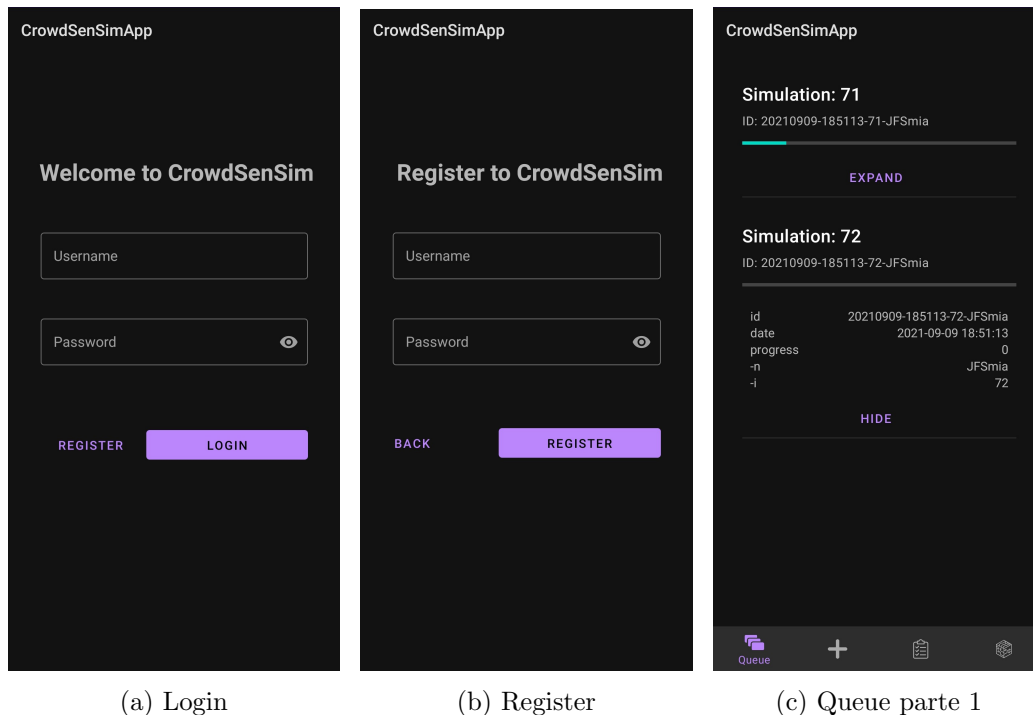 CrowdSenSimApp
Welcome to CrowdSenSim
Username
Password
REGISTER
LOGIN
(a) Login
CrowdSenSimApp
Register to CrowdSenSim
Username
Password
BACK
REGISTER
(b) Register
CrowdSenSimApp
Simulation: 71
ID: 20210909-185113-71-JFSmia
EXPAND
Simulation: 72
ID: 20210909-185113-72-JFSmia
id 20210909-185113-72-JFSmia
date 2021-09-09 18:51:13
progress 0
-n JFSmia
-i 72
HIDE
Queue
(c) Queue parte 1